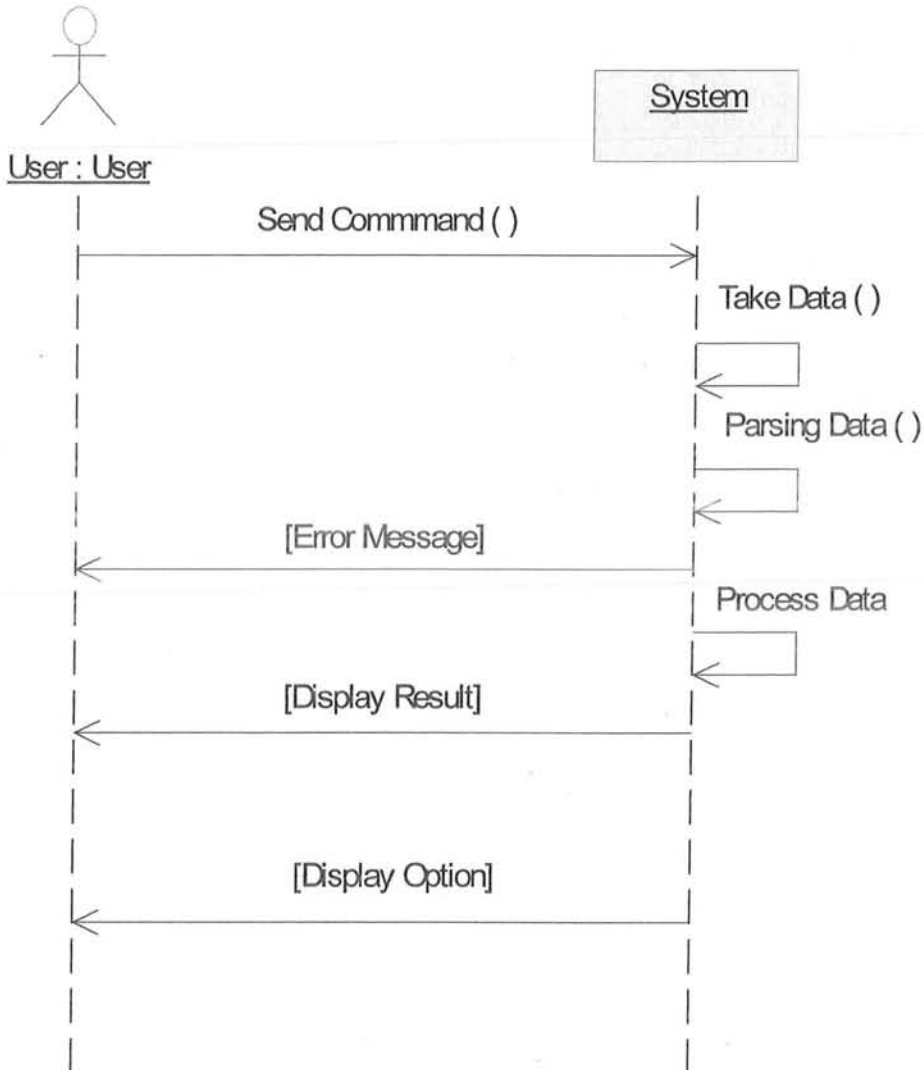 System
User : User
Send Commmand ( )
Take Data ( )
Parsing Data ( )
[Error Message]
Process Data
[Display Result]
[Display Option]